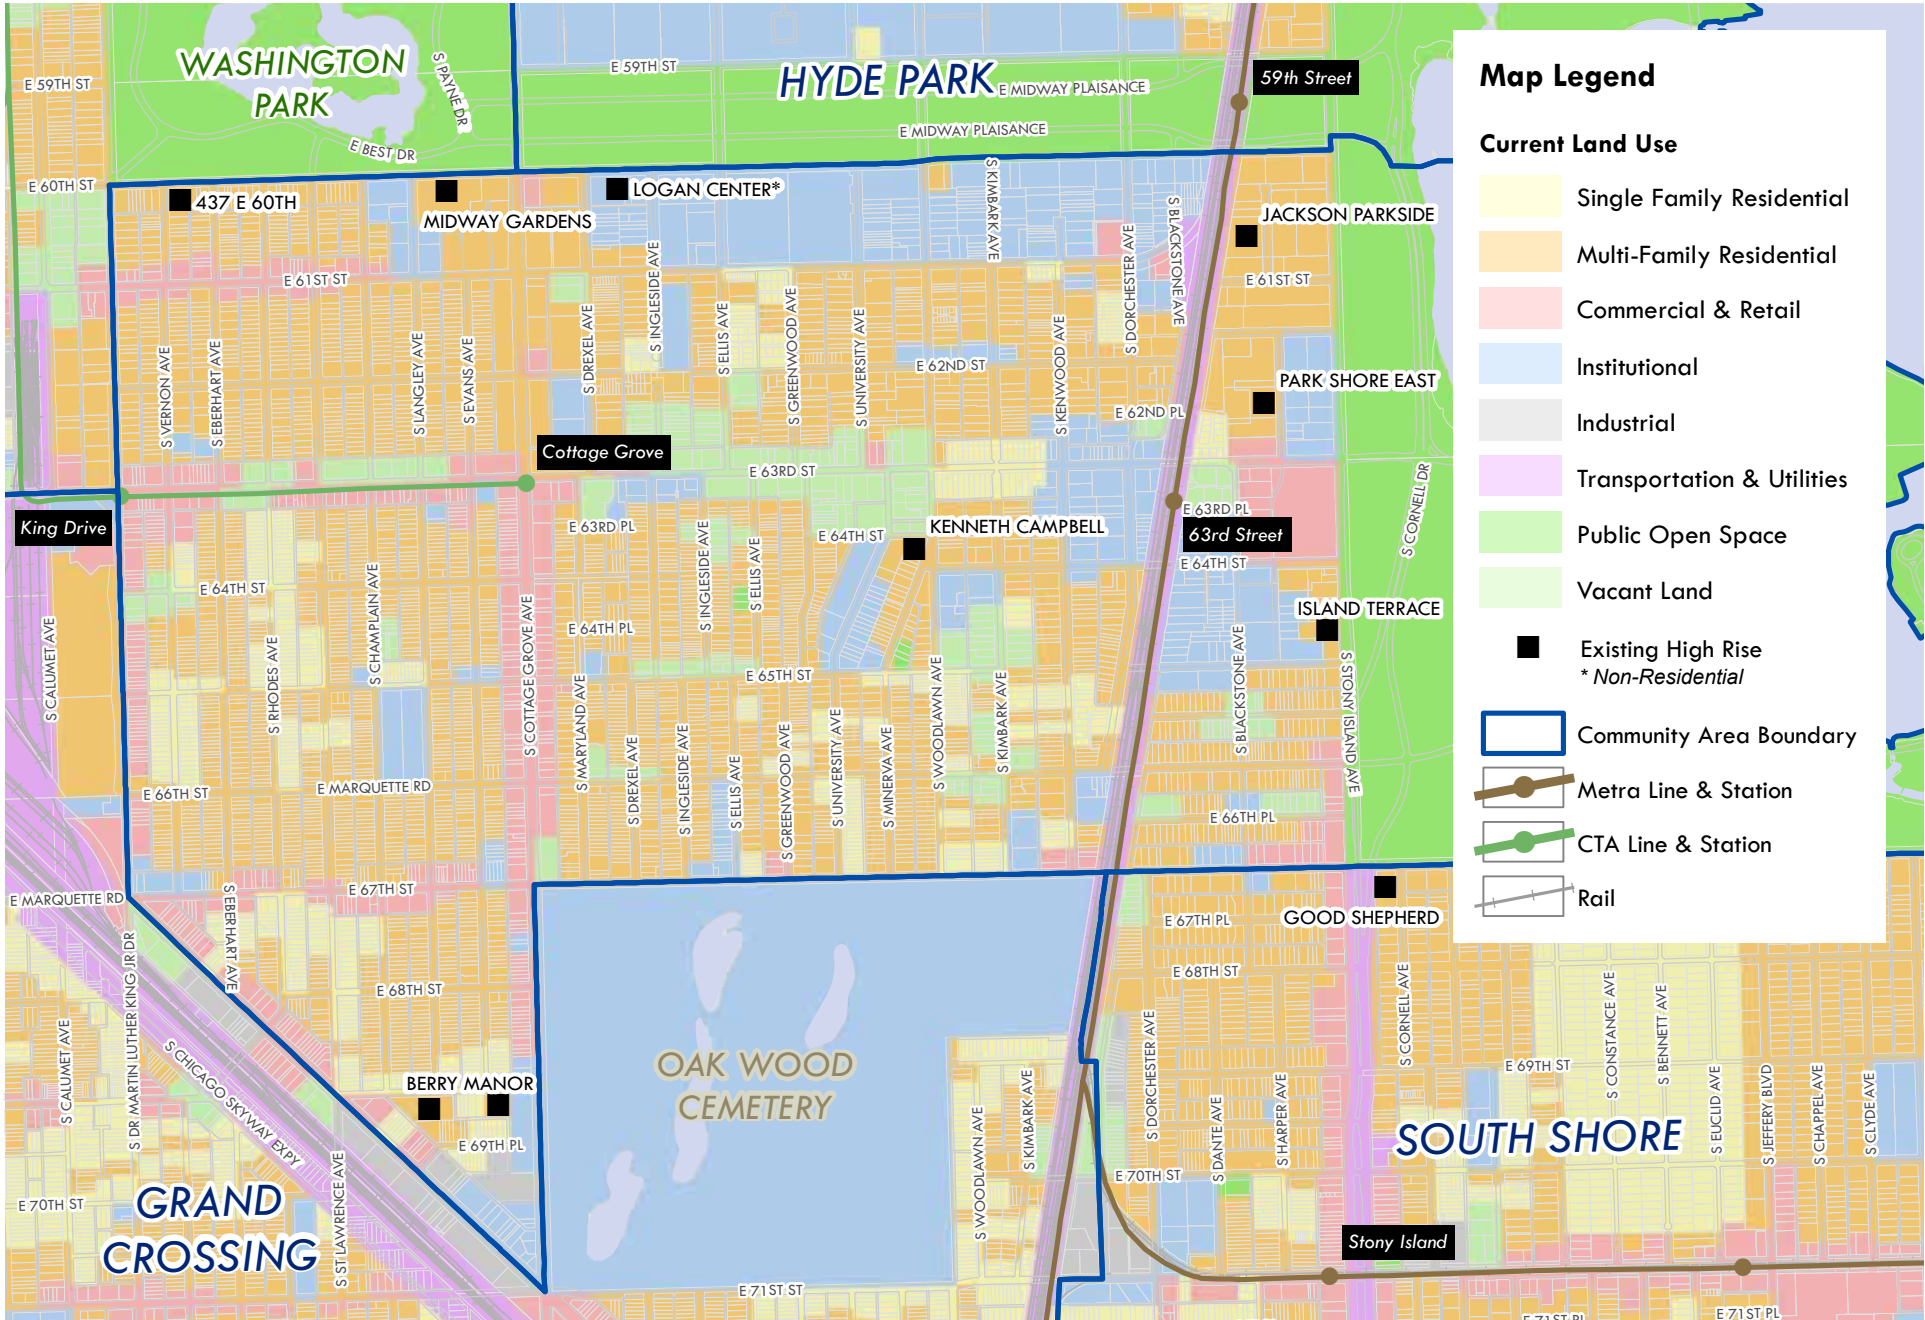 WASHINGTON
PARK
HYDE PARK
S PAYNE DR
E 59TH ST
E 59TH ST
E MIDWAY PLAISANCE
E MIDWAY PLAISANCE
E BEST DR
59th Street
E 60TH ST
437 E 60TH
MIDWAY GARDENS
LOGAN CENTER*
S KIMBARK AVE
S BLACKSTONE AVE
JACKSON PARKSIDE
E 61ST ST
E 61ST ST
S INGLESIDE AVE
S DORCHESTER AVE
S VERNON AVE
S EBERHART AVE
S LANGLEY AVE
S EVANS AVE
S DREXEL AVE
S ELLIS AVE
S GREENWOOD AVE
S UNIVERSITY AVE
E 62ND ST
S KENWOOD AVE
E 62ND PL
PARK SHORE EAST
Cottage Grove
E 63RD ST
King Drive
E 63RD PL
E 64TH ST
KENNETH CAMPBELL
E 63RD PL
63rd Street
S CORNELL DR
E 64TH ST
E 64TH ST
S CALUMET AVE
S RHODES AVE
S CHAMPLAIN AVE
S COTTAGE GROVE AVE
E 64TH PL
S INGLESIDE AVE
S ELLIS AVE
ISLAND TERRACE
E 65TH ST
S MARYLAND AVE
S DREXEL AVE
S INGLESIDE AVE
S ELLIS AVE
S GREENWOOD AVE
S UNIVERSITY AVE
S MINERVA AVE
S WOODLAWN AVE
S KIMBARK AVE
S BLACKSTONE AVE
S STONY ISLAND AVE
E 66TH ST
E MARQUETTE RD
E 66TH PL
E MARQUETTE RD
E 67TH ST
S EBERHART AVE
E 67TH PL
GOOD SHEPHERD
S DR MARTIN LUTHER KING JR DR
E 68TH ST
E 68TH ST
S CALUMET AVE
S CHICAGO SKYWAY EXPY
BERRY MANOR
E 69TH PL
OAK WOOD
CEMETERY
S WOODLAWN AVE
S KIMBARK AVE
S DORCHESTER AVE
S DANTE AVE
S HARPER AVE
S CORNELL AVE
E 69TH ST
S CONSTANCE AVE
S BENNETT AVE
S EUCLID AVE
S JEFFERY BLVD
S CHAPPEL AVE
S CLYDE AVE
SOUTH SHORE
E 70TH ST
E 70TH ST
GRAND
CROSSING
S ST LAWRENCE AVE
Stony Island
E 71ST ST
E 71ST PL
E 71ST PL
Map Legend
Current Land Use
Single Family Residential
Multi-Family Residential
Commercial & Retail
Institutional
Industrial
Transportation & Utilities
Public Open Space
Vacant Land
Existing High Rise
* Non-Residential
Community Area Boundary
Metra Line & Station
CTA Line & Station
Rail